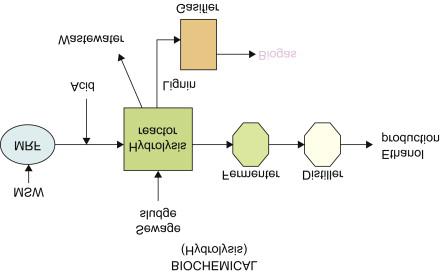 BIOCHEMICAL
(Hydrolysis)
Sewage
sludge
MSW
MRF
Acid
Hydrolysis
reactor
Wastewater
Lignin
Gasifier
Biogas
Fermenter
Distiller
Ethanol
production